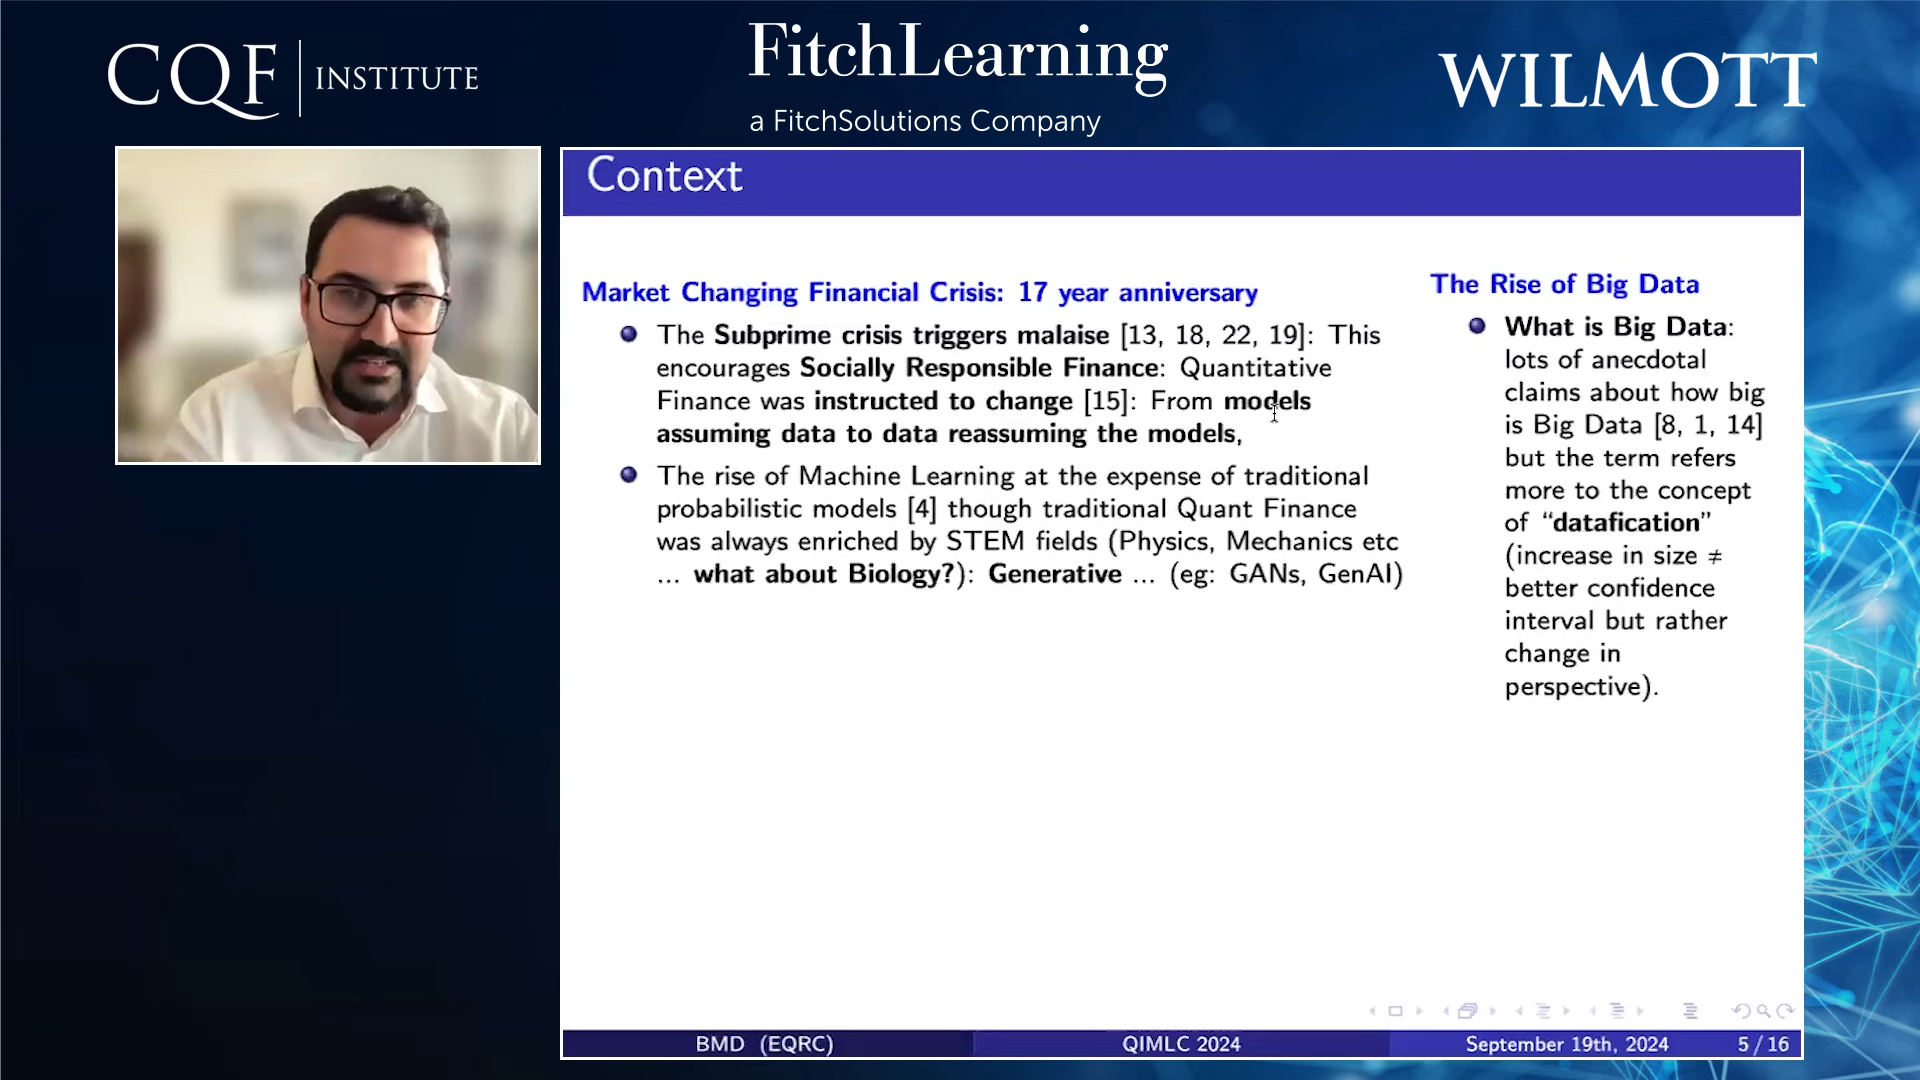 CQF INSTITUTE
FitchLearning
a FitchSolutions Company
WILMOTT
Context
Market Changing Financial Crisis: 17 year anniversary
The Subprime crisis triggers malaise [13, 18, 22, 19]: This
encourages Socially Responsible Finance: Quantitative
Finance was instructed to change [15]: From models
assuming data to data reassuming the models,
The rise of Machine Learning at the expense of traditional
probabilistic models [4] though traditional Quant Finance
was always enriched by STEM fields (Physics, Mechanics etc
... what about Biology?): Generative ... (eg: GANs, GenAI)
The Rise of Big Data
What is Big Data:
lots of anecdotal
claims about how big
is Big Data [8, 1, 14]
but the term refers
more to the concept
of “datafication”
(increase in size ≠
better confidence
interval but rather
change in
perspective).
BMD (EQRC)
QIMLC 2024
September 19th, 2024
5 / 16